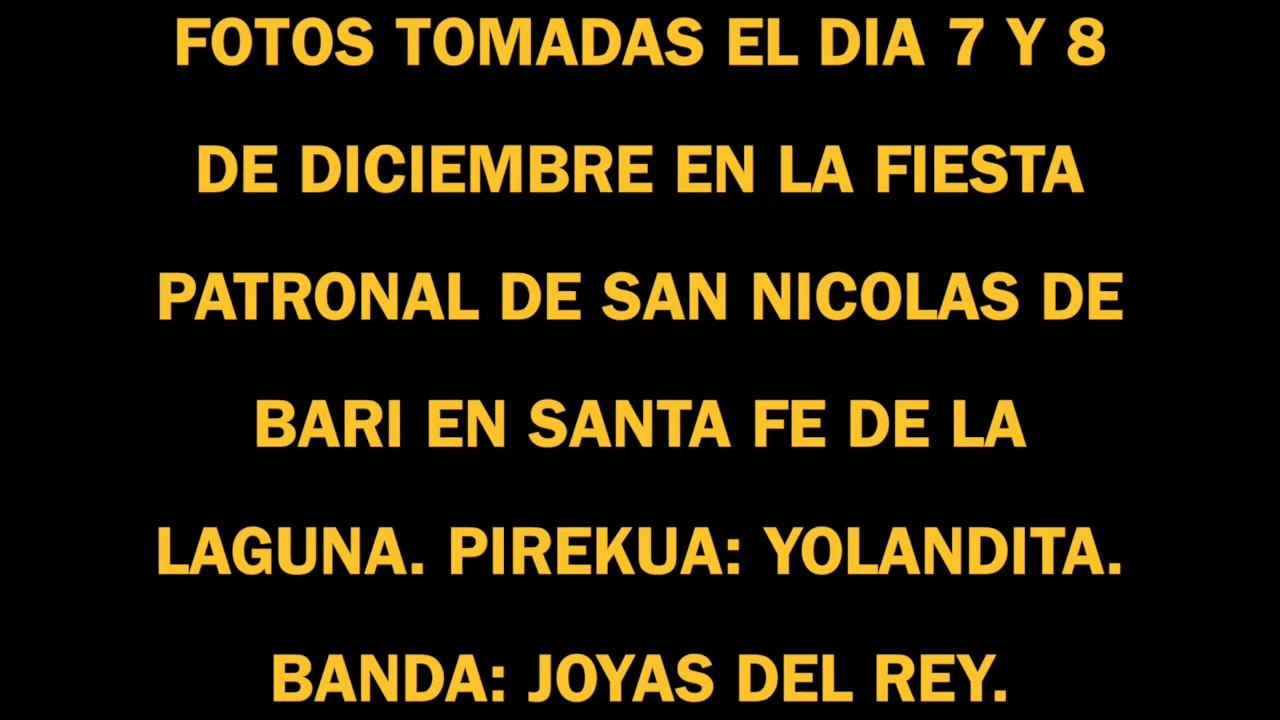 FOTOS TOMADAS EL DIA 7 Y 8
DE DICIEMBRE EN LA FIESTA
PATRONAL DE SAN NICOLAS DE
BARI EN SANTA FE DE LA
LAGUNA. PIREKUA: YOLANDITA.
BANDA: JOYAS DEL REY.